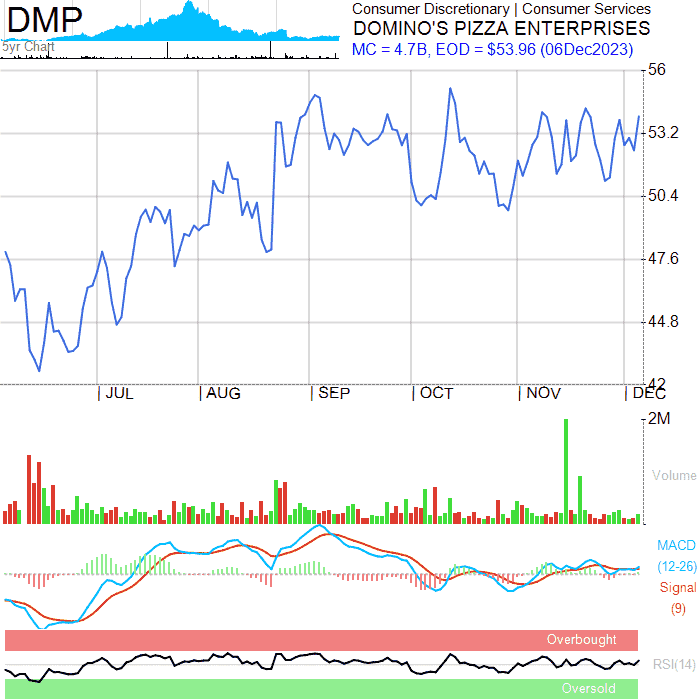 DMP
5yr Chart
Consumer Discretionary | Consumer Services
DOMINO'S PIZZA ENTERPRISES
MC = 4.7B, EOD = $53.96 (06Dec2023)
56
53.2
50.4
47.6
44.8
42
| JUL
| AUG
| SEP
| OCT
| NOV
| DEC
2M
Volume
MACD
(12-26)
Signal
(9)
Overbought
RSI(14)
Oversold